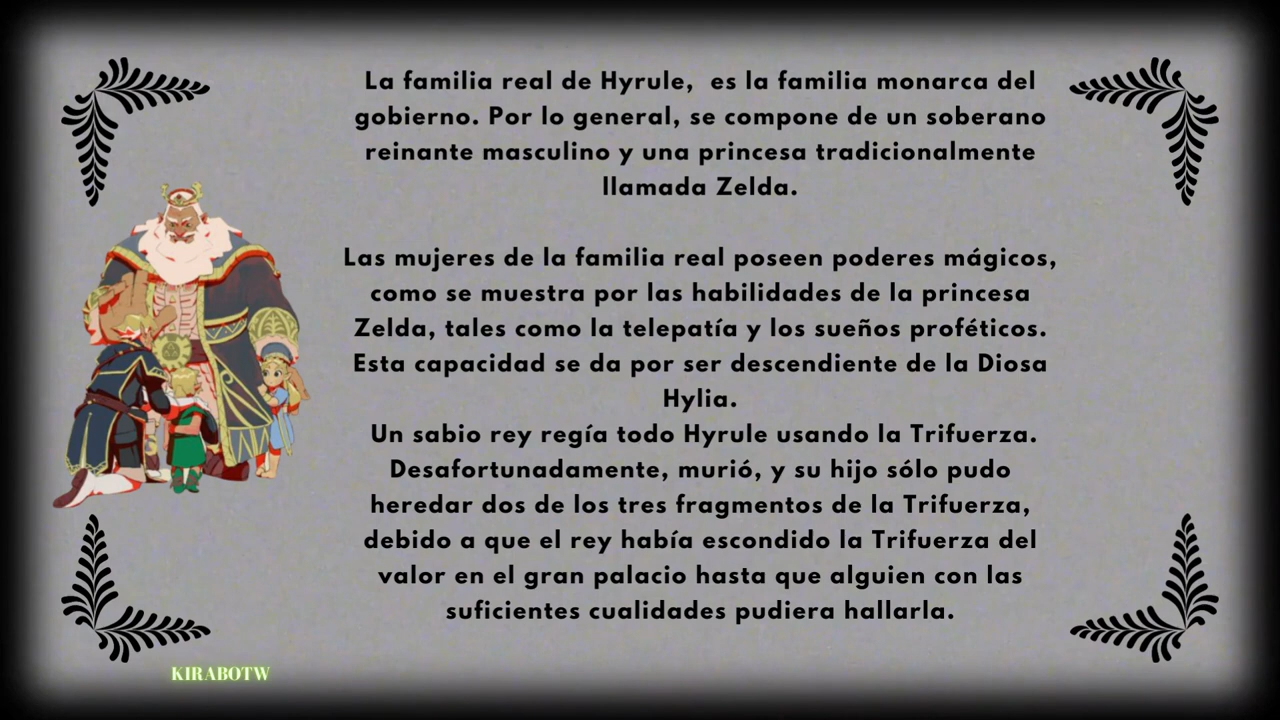 La familia real de Hyrule,  es la familia monarca del
gobierno. Por lo general, se compone de un soberano
reinante masculino y una princesa tradicionalmente
llamada Zelda.
Las mujeres de la familia real poseen poderes mágicos,
como se muestra por las habilidades de la princesa
Zelda, tales como la telepatía y los sueños proféticos.
Esta capacidad se da por ser descendiente de la Diosa
Hylia.
Un sabio rey regía todo Hyrule usando la Trifuerza.
Desafortunadamente, murió, y su hijo sólo pudo
heredar dos de los tres fragmentos de la Trifuerza,
debido a que el rey había escondido la Trifuerza del
valor en el gran palacio hasta que alguien con las
suficientes cualidades pudiera hallarla.
KIRABOTW